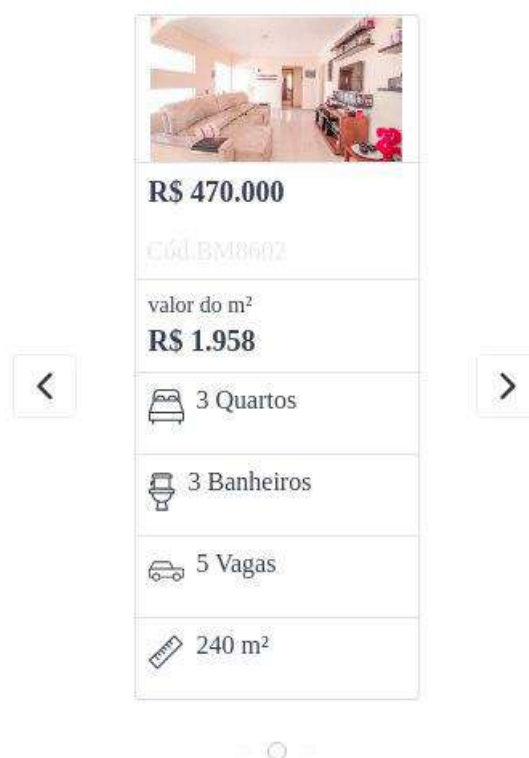 R$ 470.000
Cód.BM8602
valor do m²
R$ 1.958
3 Quartos
3 Banheiros
5 Vagas
240 m²